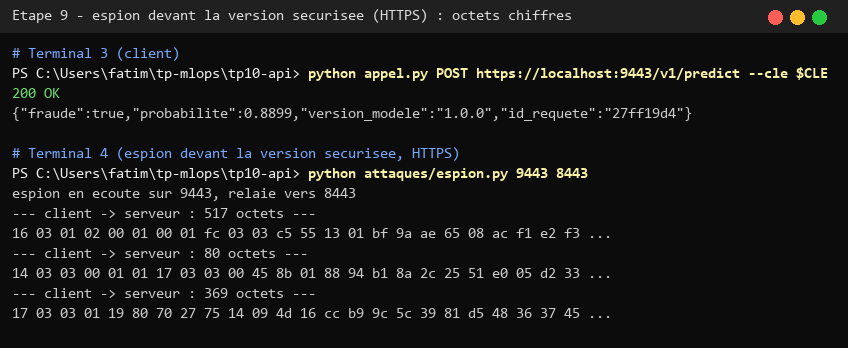 Etape 9 - espion devant la version securisee (HTTPS) : octets chiffres
# Terminal 3 (client)
PS C:\Users\fatim\tp-mlops\tp10-api> python appel.py POST https://localhost:9443/v1/predict --cle $CLE
200 OK
{"fraude":true,"probabilite":0.8899,"version_modele":"1.0.0","id_requete":"27ff19d4"}
# Terminal 4 (espion devant la version securisee, HTTPS)
PS C:\Users\fatim\tp-mlops\tp10-api> python attaques/espion.py 9443 8443
espion en ecoute sur 9443, relaie vers 8443
--- client -> serveur : 517 octets ---
16 03 01 02 00 01 00 01 fc 03 03 c5 55 13 01 bf 9a ae 65 08 ac f1 e2 f3 ...
--- client -> serveur : 80 octets ---
14 03 03 00 01 01 17 03 03 00 45 8b 01 88 94 b1 8a 2c 25 51 e0 05 d2 33 ...
--- client -> serveur : 369 octets ---
17 03 03 01 19 80 70 27 75 14 09 4d 16 cc b9 9c 5c 39 81 d5 48 36 37 45 ...